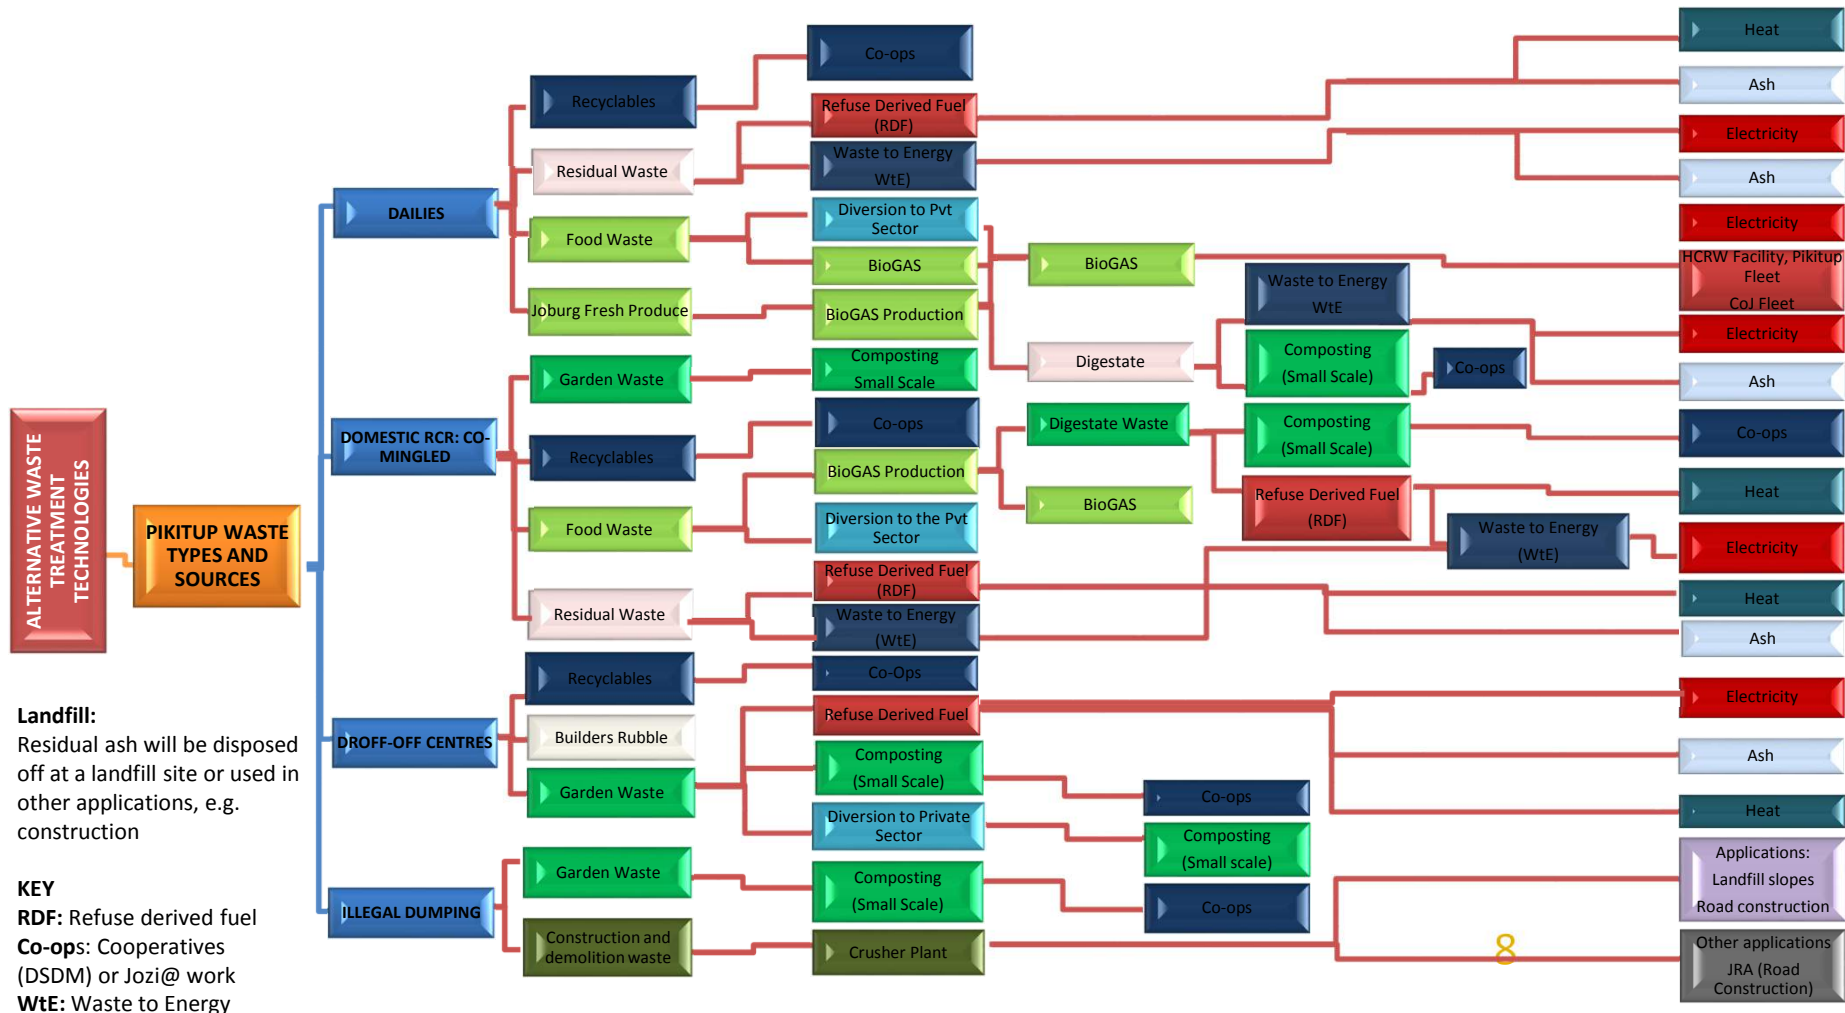 ALTERNATIVE WASTE
TREATMENT
TECHNOLOGIES
PIKITUP WASTE
TYPES AND
SOURCES
DAILIES
DOMESTIC RCR: CO-
MINGLED
DROFF-OFF CENTRES
ILLEGAL DUMPING
Recyclables
Residual Waste
Food Waste
Joburg Fresh Produce
Garden Waste
Recyclables
Food Waste
Residual Waste
Recyclables
Builders Rubble
Garden Waste
Garden Waste
Construction and
demolition waste
Co-ops
Refuse Derived Fuel
(RDF)
Waste to Energy
WtE)
Diversion to Pvt
Sector
BioGAS
BioGAS Production
Composting
Small Scale
Co-ops
BioGAS Production
Diversion to the Pvt
Sector
Refuse Derived Fuel
(RDF)
Waste to Energy
(WtE)
Co-Ops
Refuse Derived Fuel
Composting
(Small Scale)
Diversion to Private
Sector
Composting
(Small Scale)
Crusher Plant
BioGAS
Digestate
Digestate Waste
BioGAS
Co-ops
Composting
(Small scale)
Co-ops
Waste to Energy
WtE
Composting
(Small Scale)
Co-ops
Composting
(Small Scale)
Refuse Derived Fuel
(RDF)
Waste to Energy
(WtE)
Heat
Ash
Electricity
Ash
Electricity
HCRW Facility, Pikitup
Fleet
CoJ Fleet
Electricity
Ash
Co-ops
Heat
Electricity
Heat
Ash
Electricity
Ash
Heat
Applications:
Landfill slopes
Road construction
Other applications
JRA (Road
Construction)
8
Landfill:
Residual ash will be disposed
off at a landfill site or used in
other applications, e.g.
construction
KEY
RDF: Refuse derived fuel
Co-ops: Cooperatives
(DSDM) or Jozi@ work
WtE: Waste to Energy